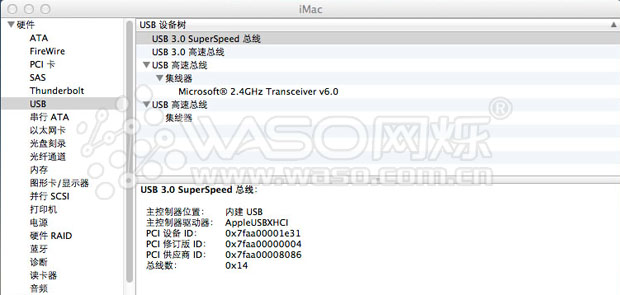 iMac
硬件
ATA
FireWire
PCI 卡
SAS
Thunderbolt
USB
串行 ATA
以太网卡
光盘刻录
光纤通道
内存
图形卡/显示器
并行 SCSI
打印机
电源
硬件 RAID
蓝牙
诊断
读卡器
音频
USB 设备树
USB 3.0 SuperSpeed 总线
USB 3.0 高速总线
USB 高速总线
集线器
Microsoft® 2.4GHz Transceiver v6.0
USB 高速总线
集线器
WASO网烁®
www.waso.com.cn
USB 3.0 SuperSpeed 总线:
主控制器位置: 内建 USB
主控制器驱动器: AppleUSBXHCI
PCI 设备 ID: 0x7faa00001e31
PCI 修订版 ID: 0x7faa00000004
PCI 供应商 ID: 0x7faa00008086
总线数: 0x14